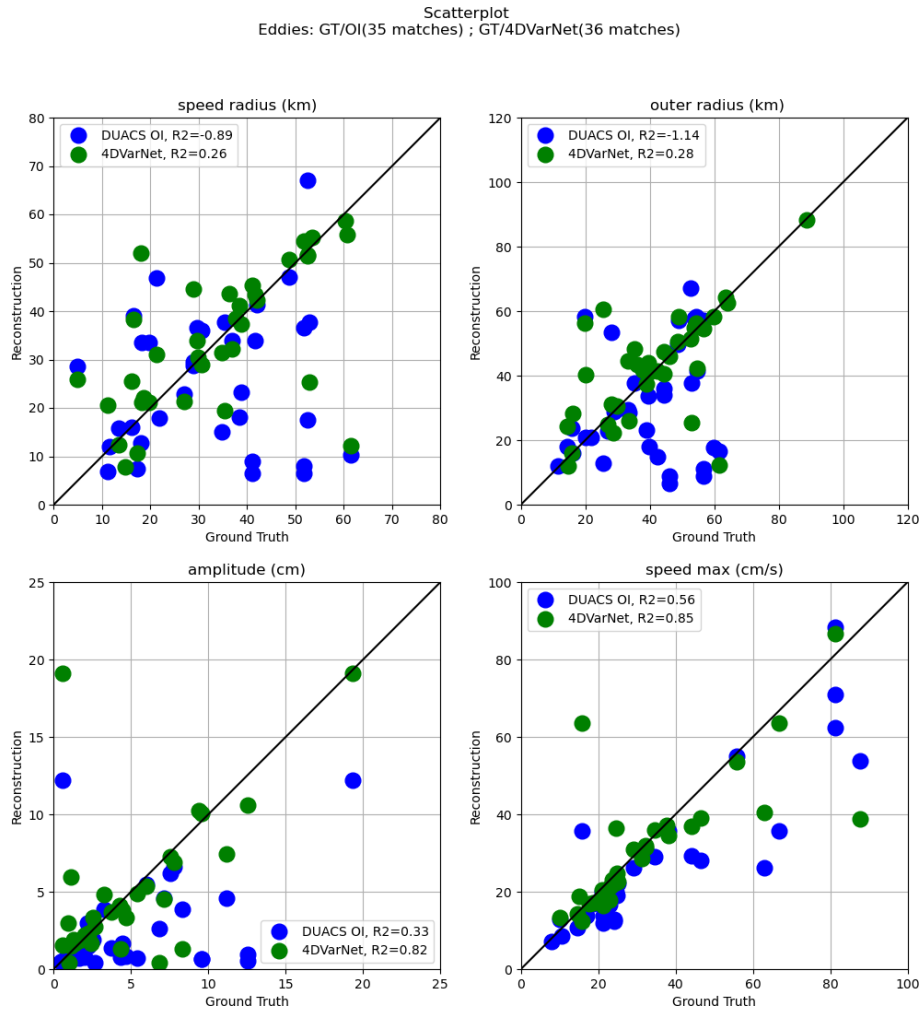 Scatterplot
Eddies: GT/OI(35 matches) ; GT/4DVarNet(36 matches)
speed radius (km)
DUACS OI, R2=-0.89
4DVarNet, R2=0.26
80
70
60
50
40
30
20
10
0
Reconstruction
0 10 20 30 40 50 60 70 80
Ground Truth
outer radius (km)
DUACS OI, R2=-1.14
4DVarNet, R2=0.28
120
100
80
60
40
20
0
Reconstruction
0 20 40 60 80 100 120
Ground Truth
amplitude (cm)
25
20
15
10
5
0
Reconstruction
DUACS OI, R2=0.33
4DVarNet, R2=0.82
0 5 10 15 20 25
Ground Truth
speed max (cm/s)
DUACS OI, R2=0.56
4DVarNet, R2=0.85
100
80
60
40
20
0
Reconstruction
0 20 40 60 80 100
Ground Truth